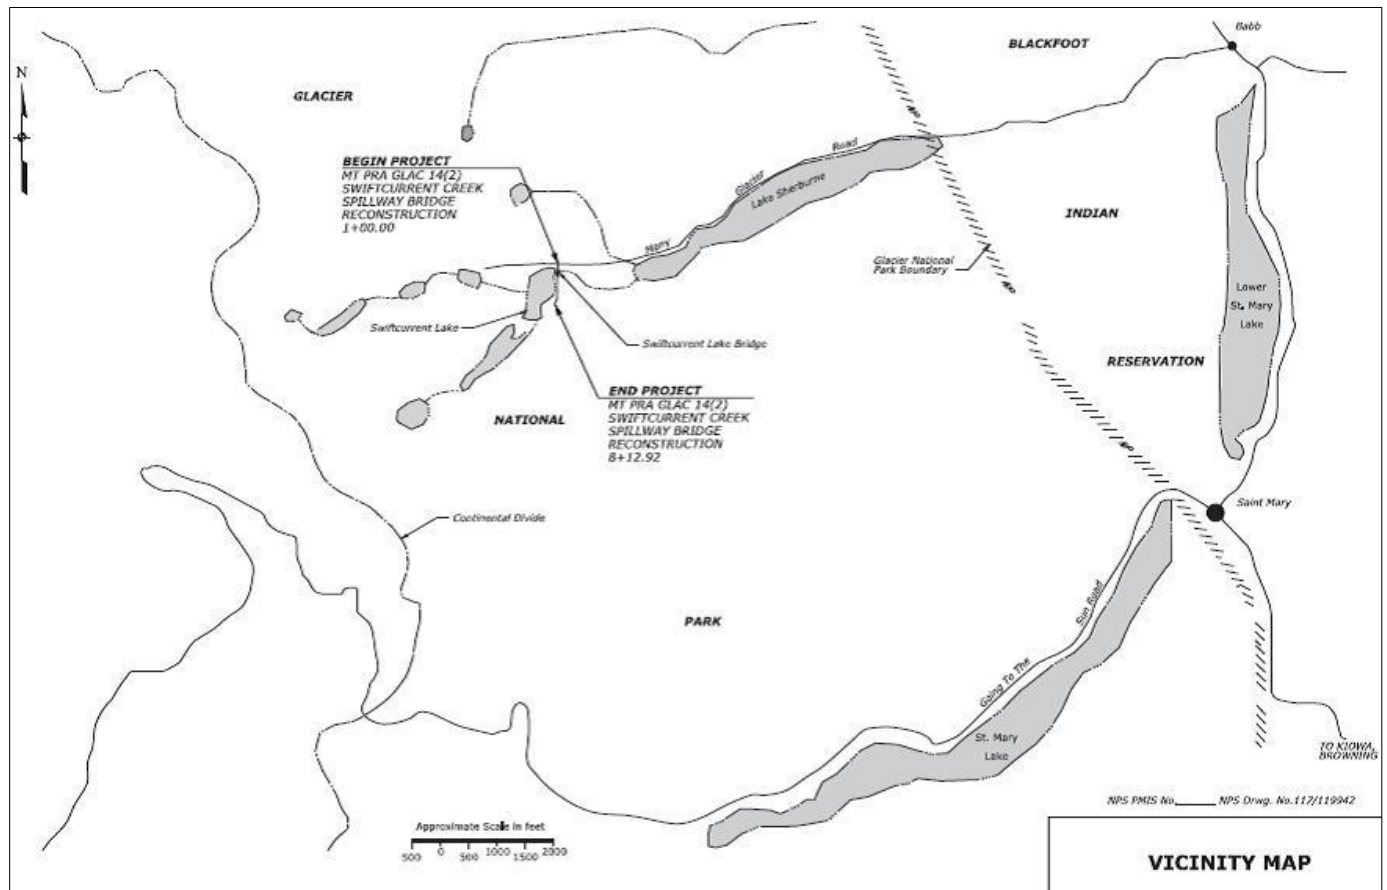 Babb
BLACKFOOT
N
GLACIER
BEGIN PROJECT
MT PRA GLAC 14(2)
SWIFTCURRENT CREEK
SPILLWAY BRIDGE
RECONSTRUCTION
1+00.00
Many Glacier Road
Lake Sherburne
INDIAN
Glacier National
Park Boundary
Lower
St. Mary
Lake
Swiftcurrent Lake
Swiftcurrent Lake Bridge
RESERVATION
END PROJECT
MT PRA GLAC 14(2)
SWIFTCURRENT CREEK
SPILLWAY BRIDGE
RECONSTRUCTION
8+12.92
NATIONAL
Saint Mary
Continental Divide
PARK
Going To The Sun Road
St. Mary
Lake
TO KIOWA,
BROWNING
NPS PMIS No. NPS Drwg. No.117/119942
Approximate Scale in feet
500 0 500 1000 1500 2000
VICINITY MAP